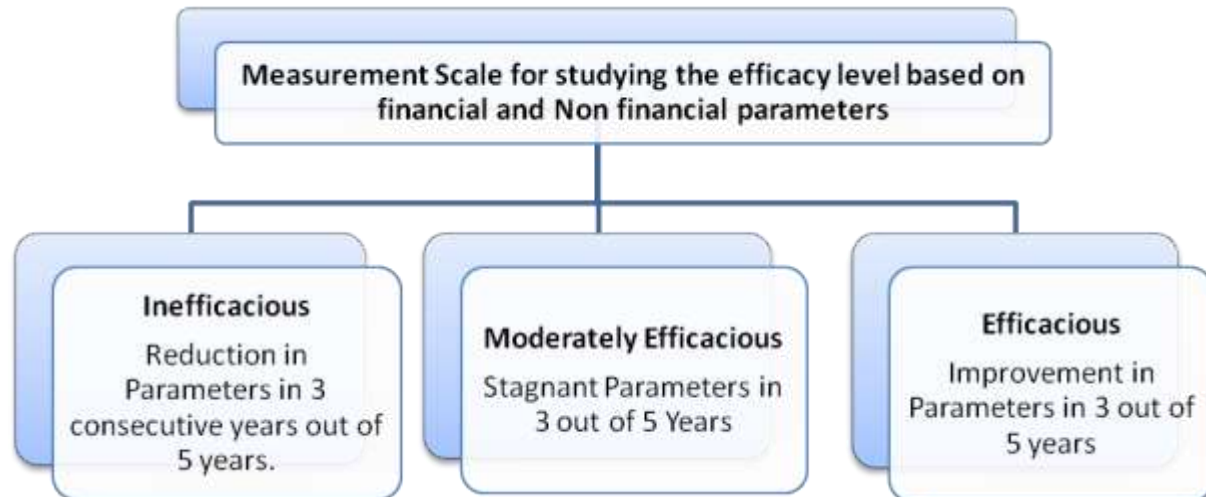 Measurement Scale for studying the efficacy level based on
financial and Non financial parameters
Inefficacious
Reduction in
Parameters in 3
consecutive years out of
5 years.
Moderately Efficacious
Stagnant Parameters in
3 out of 5 Years
Efficacious
Improvement in
Parameters in 3 out of
5 years